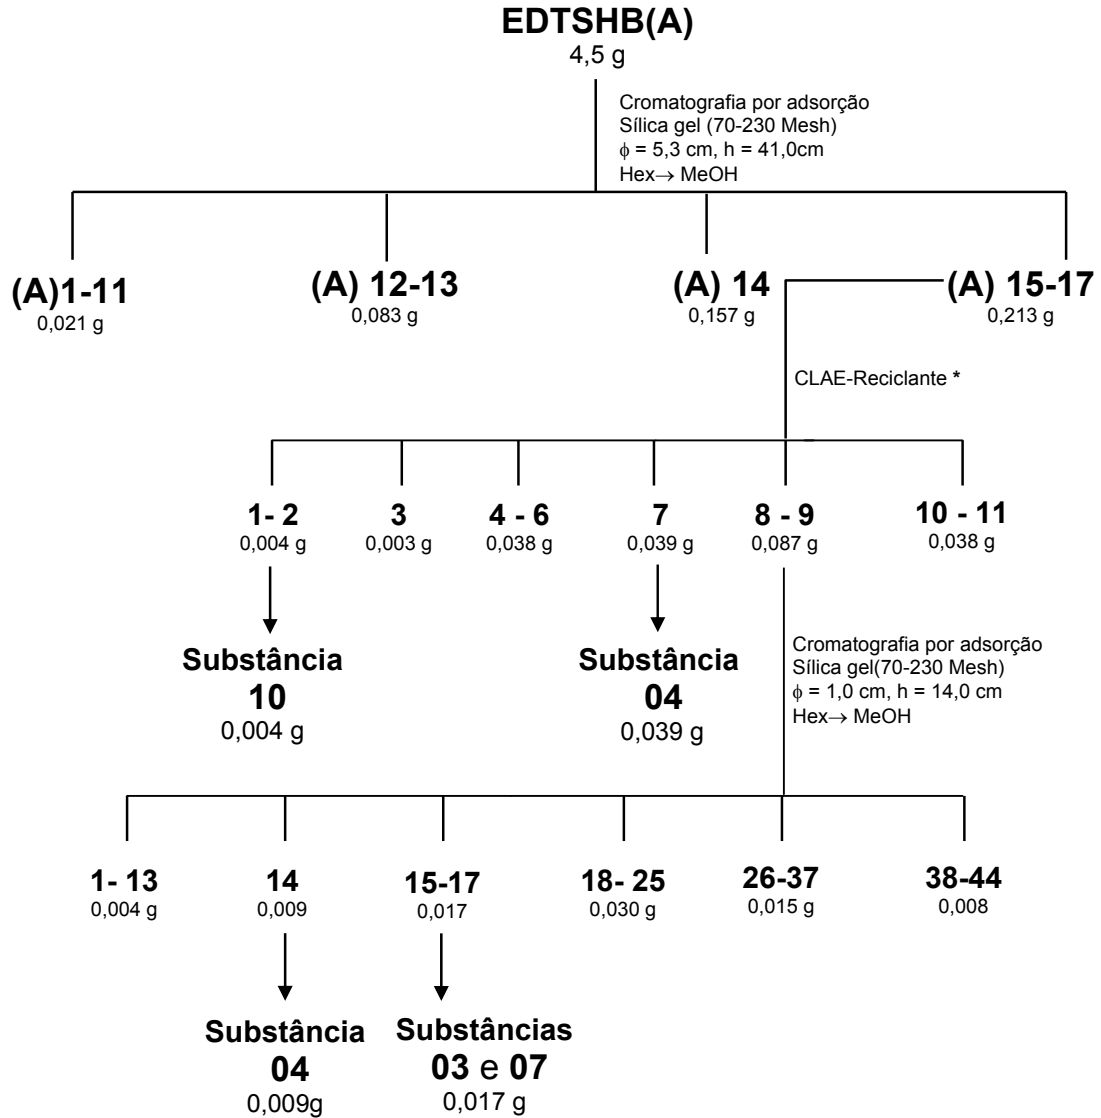 EDTSHB(A)
4,5 g
Cromatografia por adsorção
Sílica gel (70-230 Mesh)
ϕ = 5,3 cm, h = 41,0cm
Hex→ MeOH
(A)1-11
0,021 g
(A) 12-13
0,083 g
(A) 14
0,157 g
(A) 15-17
0,213 g
CLAE-Reciclante *
1- 2
0,004 g
3
0,003 g
4 - 6
0,038 g
7
0,039 g
8 - 9
0,087 g
10 - 11
0,038 g
Substância
10
0,004 g
Substância
04
0,039 g
Cromatografia por adsorção
Sílica gel(70-230 Mesh)
ϕ = 1,0 cm, h = 14,0 cm
Hex→ MeOH
1- 13
0,004 g
14
0,009
15-17
0,017
18- 25
0,030 g
26-37
0,015 g
38-44
0,008
Substância
04
0,009g
Substâncias
03 e 07
0,017 g